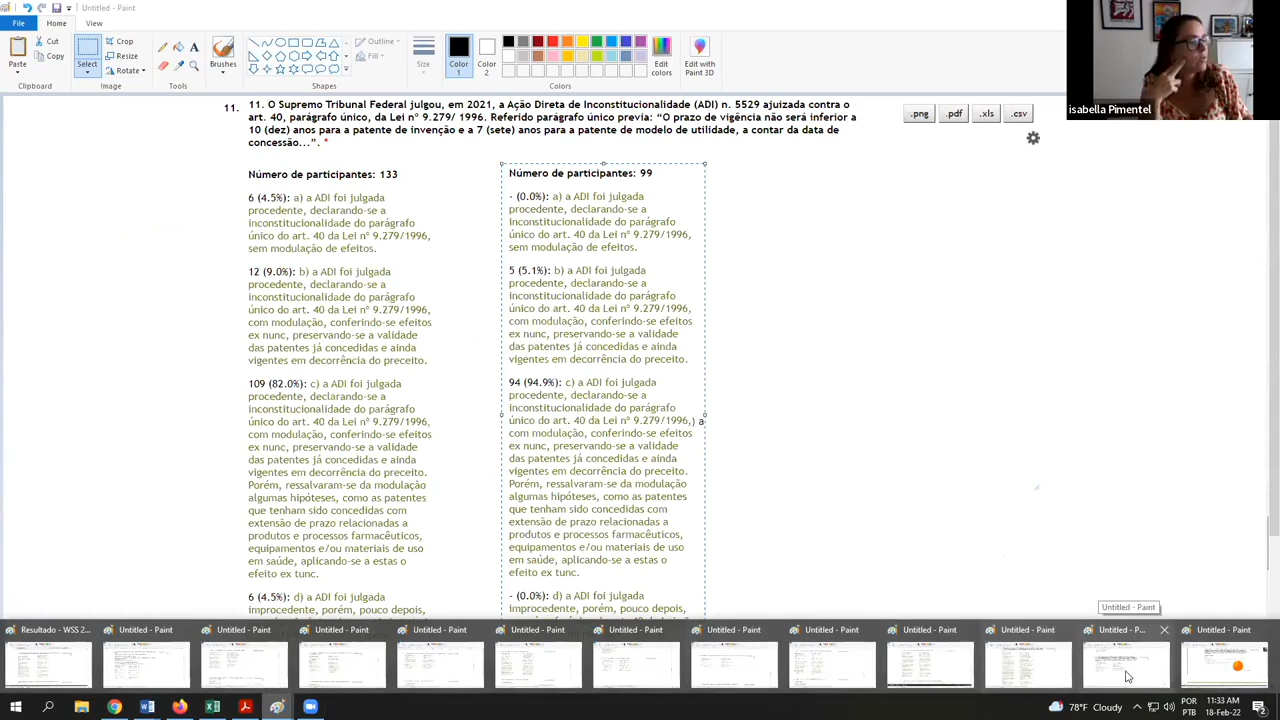 Untitled - Paint
File
Home
View
Paste
Cut
Copy
Clipboard
Select
Crop
Resize
Rotate
Image
Tools
Brushes
Shapes
Outline
Fill
Size
Color 1
Color 2
Edit colors
Edit with Paint 3D
Colors
isabella Pimentel
11.
11. O Supremo Tribunal Federal julgou, em 2021, a Ação Direta de Inconstitucionalidade (ADI) n. 5529 ajuizada contra o
art. 40, parágrafo único, da Lei nº 9.279/ 1996. Referido parágrafo único previa: “O prazo de vigência não será inferior a
10 (dez) anos para a patente de invenção e a 7 (sete) anos para a patente de modelo de utilidade, a contar da data de
concessão...”. *
.png
.pdf
.xls
.csv
Número de participantes: 133
6 (4.5%): a) a ADI foi julgada
procedente, declarando-se a
inconstitucionalidade do parágrafo
único do art. 40 da Lei nº 9.279/1996,
sem modulação de efeitos.
12 (9.0%): b) a ADI foi julgada
procedente, declarando-se a
inconstitucionalidade do parágrafo
único do art. 40 da Lei nº 9.279/1996,
com modulação, conferindo-se efeitos
ex nunc, preservando-se a validade
das patentes já concedidas e ainda
vigentes em decorrência do preceito.
109 (82.0%): c) a ADI foi julgada
procedente, declarando-se a
inconstitucionalidade do parágrafo
único do art. 40 da Lei nº 9.279/1996,
com modulação, conferindo-se efeitos
ex nunc, preservando-se a validade
das patentes já concedidas e ainda
vigentes em decorrência do preceito.
Porém, ressalvaram-se da modulação
algumas hipóteses, como as patentes
que tenham sido concedidas com
extensão de prazo relacionadas a
produtos e processos farmacêuticos,
equipamentos e/ou materiais de uso
em saúde, aplicando-se a estas o
efeito ex tunc.
6 (4.5%): d) a ADI foi julgada
improcedente, porém, pouco depois,
Número de participantes: 99
- (0.0%): a) a ADI foi julgada
procedente, declarando-se a
inconstitucionalidade do parágrafo
único do art. 40 da Lei nº 9.279/1996,
sem modulação de efeitos.
5 (5.1%): b) a ADI foi julgada
procedente, declarando-se a
inconstitucionalidade do parágrafo
único do art. 40 da Lei nº 9.279/1996,
com modulação, conferindo-se efeitos
ex nunc, preservando-se a validade
das patentes já concedidas e ainda
vigentes em decorrência do preceito.
94 (94.9%): c) a ADI foi julgada
procedente, declarando-se a
inconstitucionalidade do parágrafo
único do art. 40 da Lei nº 9.279/1996,) a
com modulação, conferindo-se efeitos
ex nunc, preservando-se a validade
das patentes já concedidas e ainda
vigentes em decorrência do preceito.
Porém, ressalvaram-se da modulação
algumas hipóteses, como as patentes
que tenham sido concedidas com
extensão de prazo relacionadas a
produtos e processos farmacêuticos,
equipamentos e/ou materiais de uso
em saúde, aplicando-se a estas o
efeito ex tunc.
- (0.0%): d) a ADI foi julgada
improcedente, porém, pouco depois,
Untitled - Paint
Resultado - WSS 2...
Untitled - Paint
Untitled - Paint
Untitled - Paint
Untitled - Paint
Untitled - Paint
Untitled - Paint
Untitled - Paint
Untitled - Paint
Untitled - Paint
Untitled - Paint
Untitled - P...
Untitled - Paint
78°F Cloudy
POR
PTB
11:33 AM
18-Feb-22
2